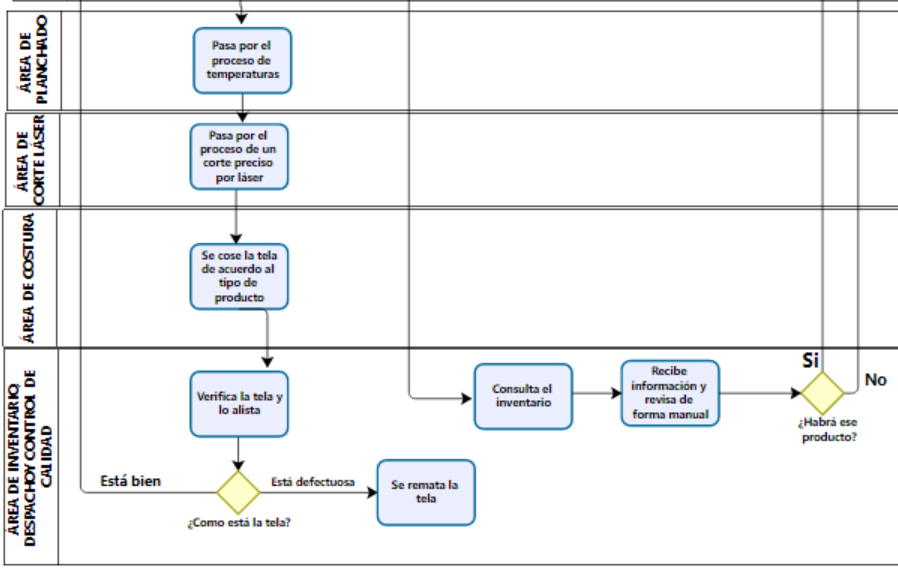 ÁREA DE
PLANCHADO
Pasa por el
proceso de
temperaturas
ÁREA DE
CORTE LÁSER
Pasa por el
proceso de un
corte preciso
por láser
ÁREA DE COSTURA
Se cose la tela
de acuerdo al
tipo de
producto
ÁREA DE INVENTARIO,
DESPACHO Y CONTROL DE
CALIDAD
Verifica la tela y
lo alista
¿Como está la tela?
Está bien
Está defectuosa
Se remata la
tela
Consulta el
inventario
Recibe
información y
revisa de
forma manual
¿Habrá ese
producto?
Si
No